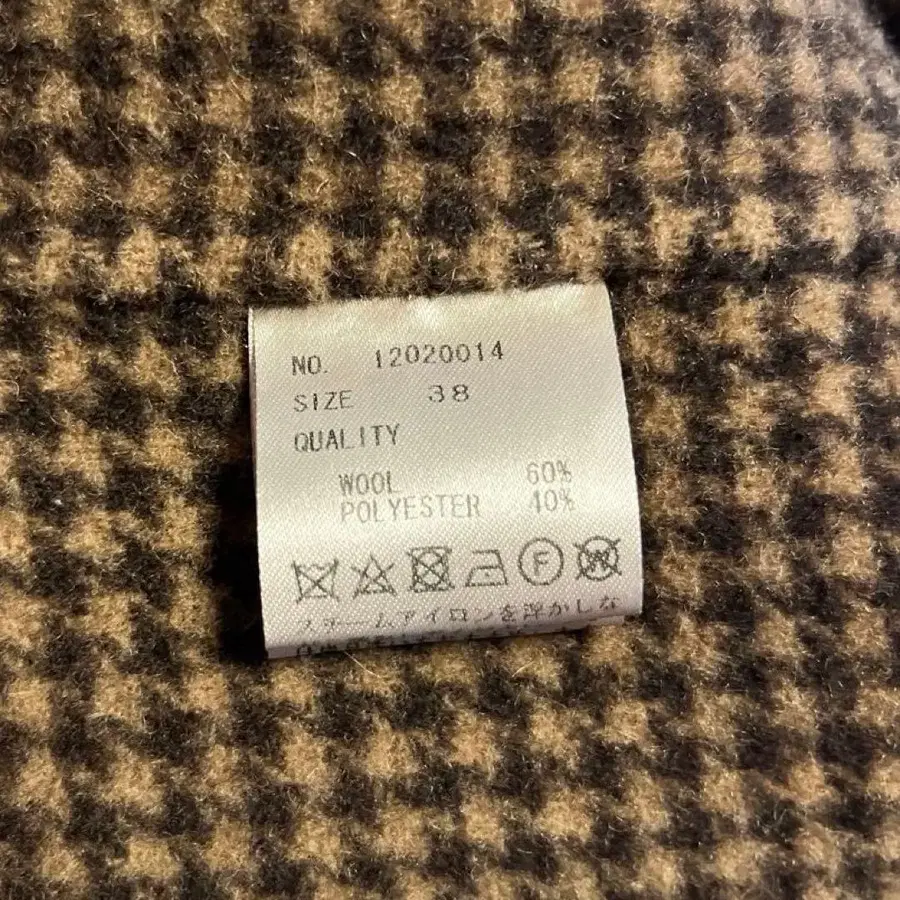 NO. 12020014
SIZE 38
QUALITY
WOOL 60%
POLYESTER 40%
F W
スチームアイロンを浮かしな